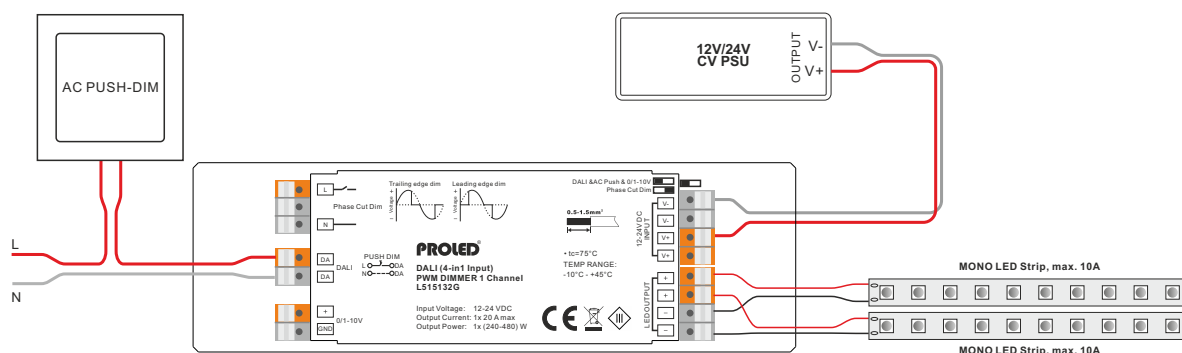 AC PUSH-DIM
L
N
12V/24V
CV PSU
OUTPUT
V-
V+
L
Phase Cut Dim
N
Trailing edge dim
Voltage
Leading edge dim
Voltage
DALI &AC Push & 0/1-10V
Phase Cut Dim
0.5-1.5mm²
12-24V DC
INPUT
V-
V-
V+
V+
DA
DALI
DA
PUSH DIM
L DA
N DA
PROLED®
DALI (4-in1 Input)
PWM DIMMER 1 Channel
L515132G
• tc=75°C
TEMP RANGE:
-10°C - +45°C
+
0/1-10V
GND
Input Voltage: 12-24 VDC
Output Current: 1x 20 A max
Output Power: 1x (240-480) W
CE
III
LED OUTPUT
+
+
−
−
MONO LED Strip, max. 10A
MONO LED Strip, max. 10A